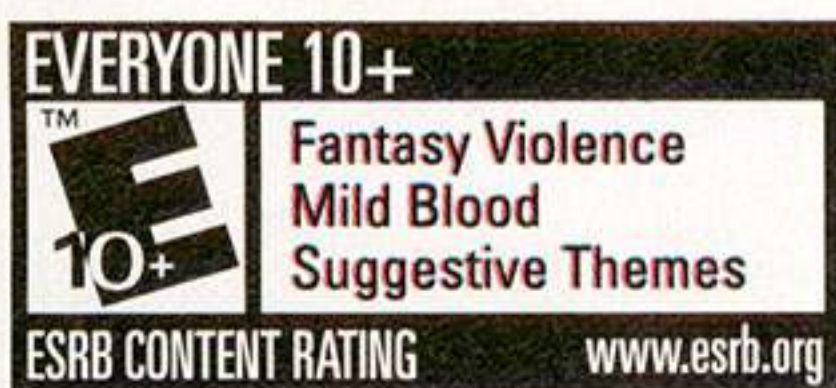 EVERYONE 10+
TM
E
10+
Fantasy Violence
Mild Blood
Suggestive Themes
ESRB CONTENT RATING www.esrb.org